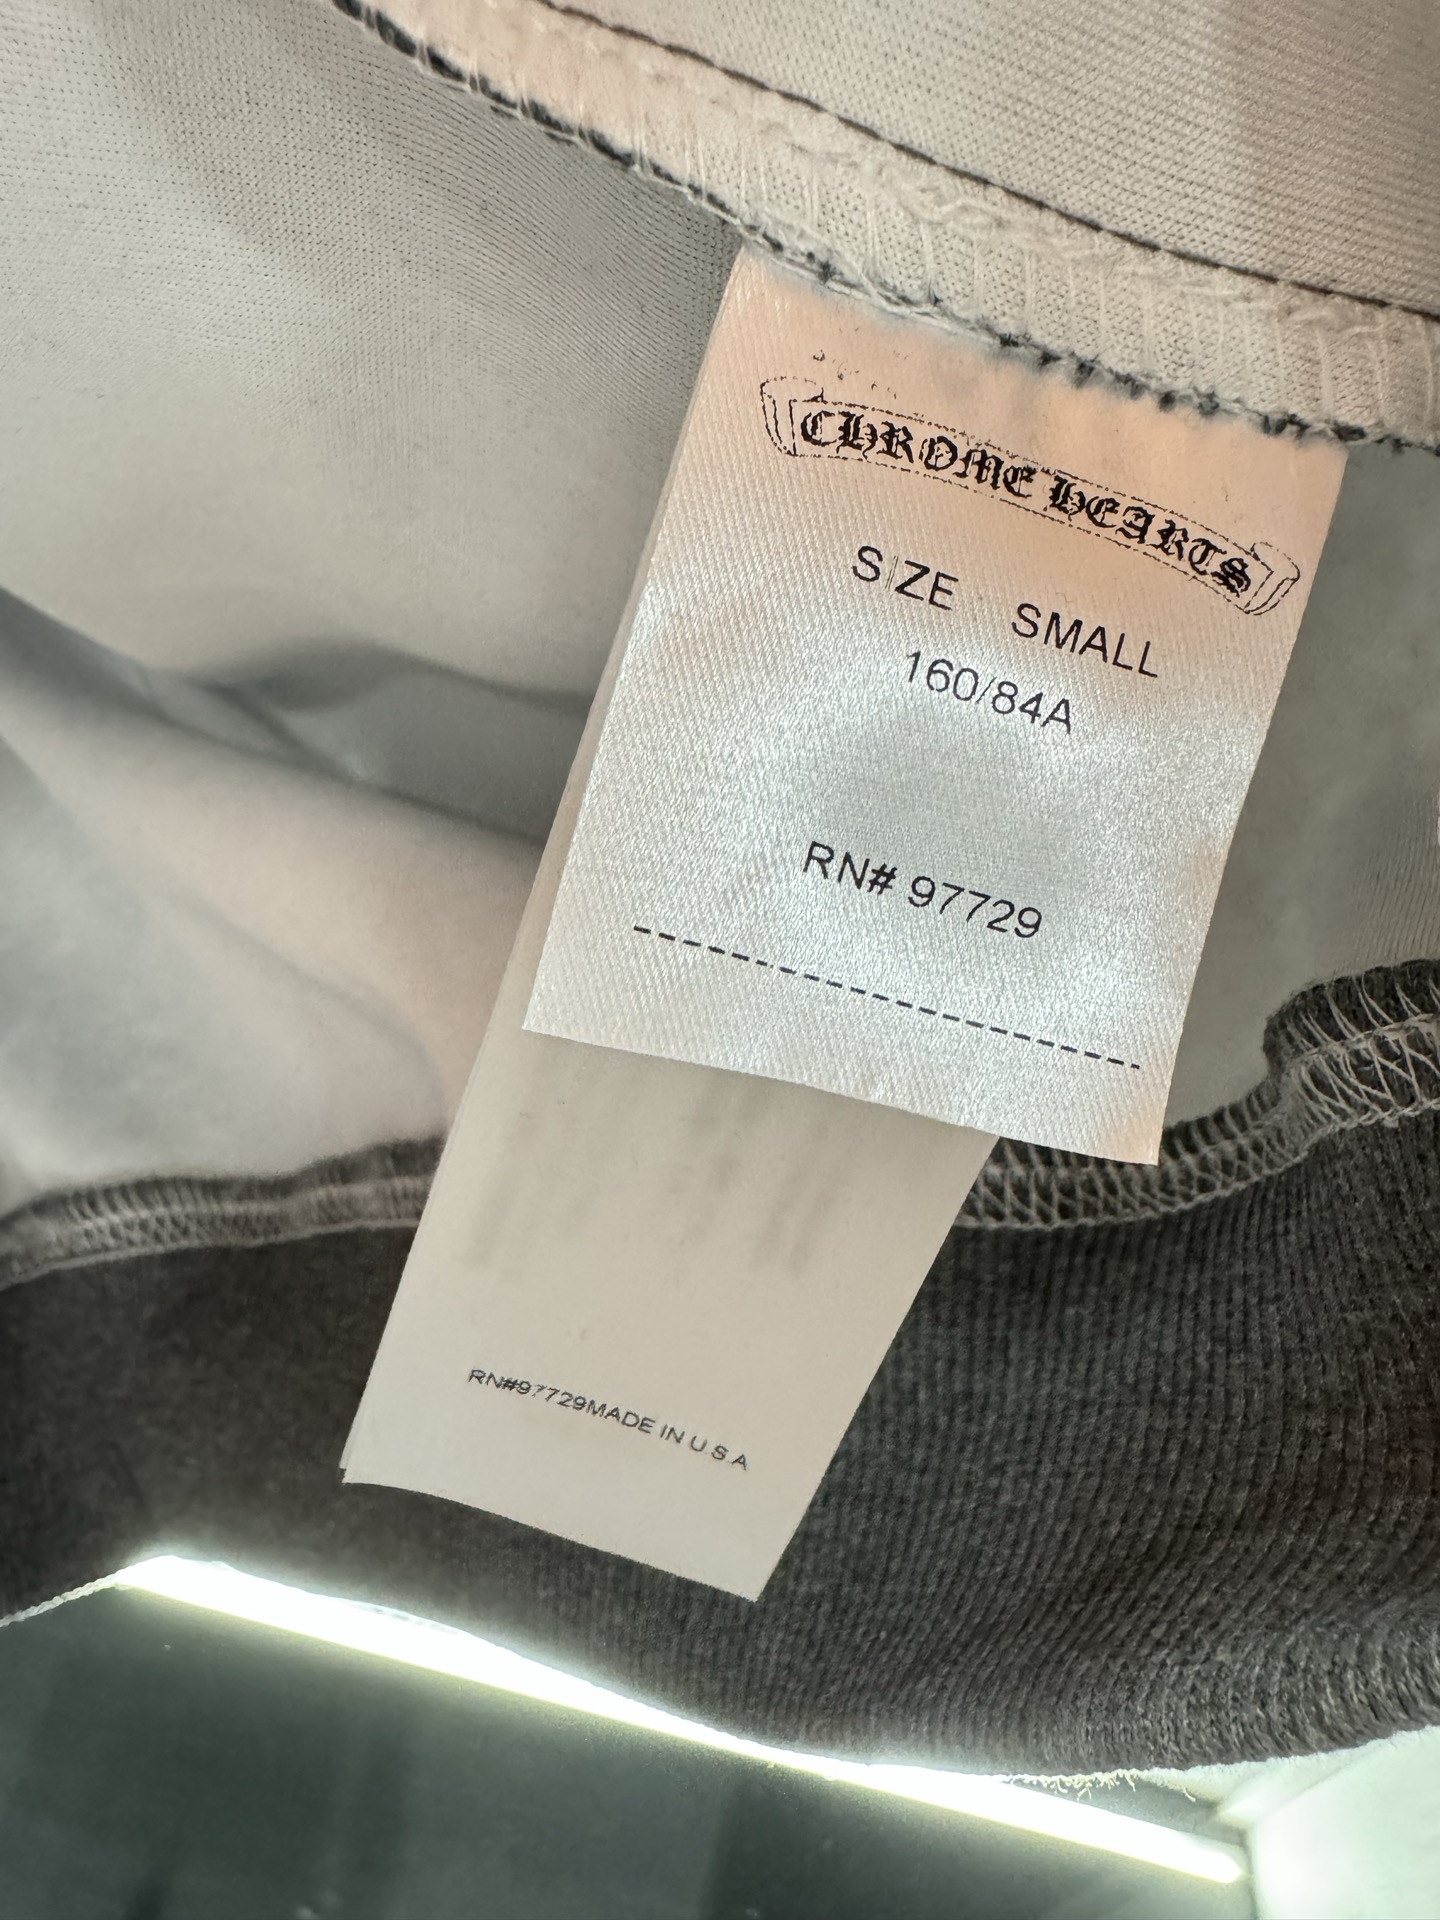 CHROME HEARTS
SIZE SMALL
160/84A
RN# 97729
RN#97729MADE IN U.S.A